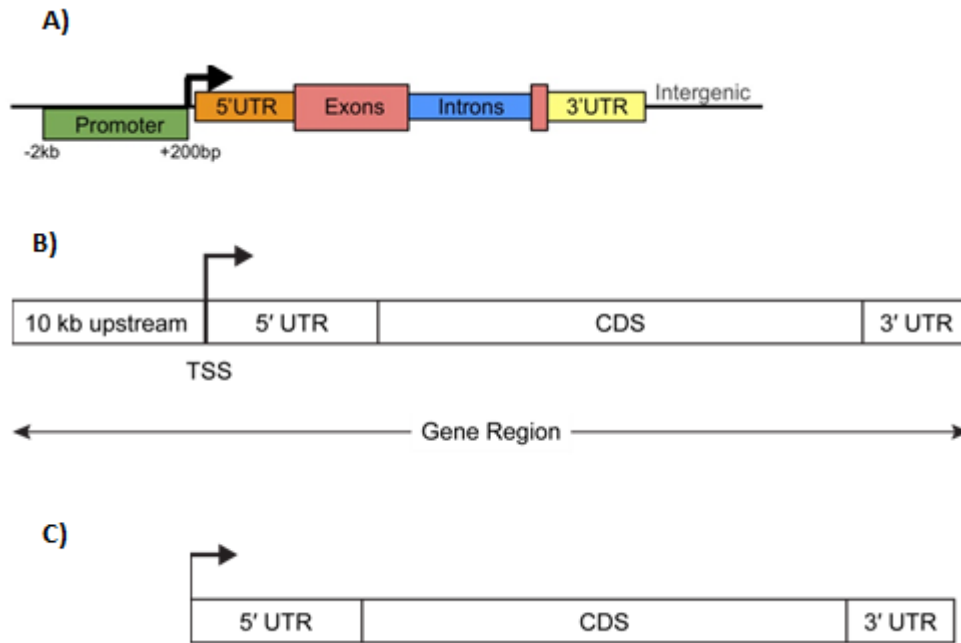 A)
5'UTR Exons Introns 3'UTR Intergenic
Promoter
-2kb +200bp
B)
10 kb upstream 5' UTR CDS 3' UTR
TSS
Gene Region
C)
5' UTR CDS 3' UTR